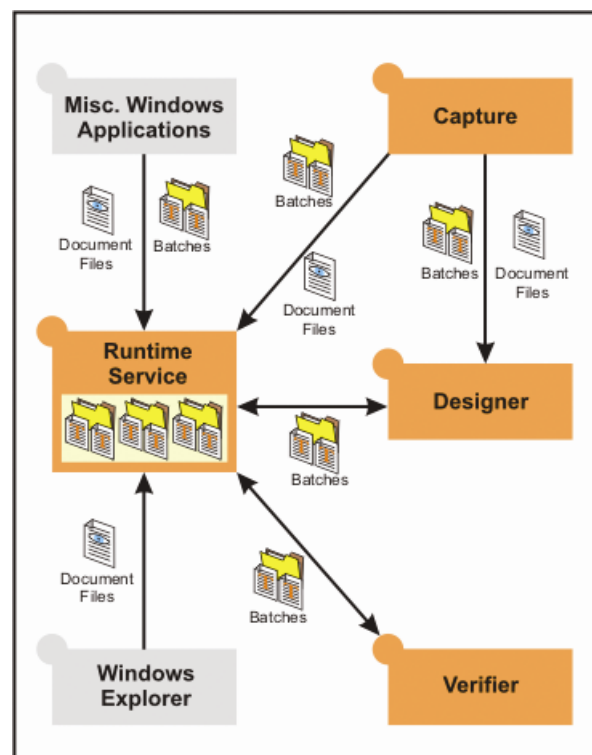 Misc. Windows
Applications
Capture
Document
Files
Batches
Batches
Document
Files
Batches
Document
Files
Runtime
Service
Designer
Batches
Document
Files
Batches
Windows
Explorer
Verifier